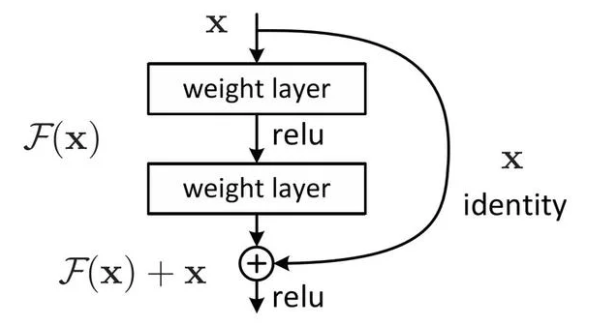 x
weight layer
relu
F(x)
weight layer
x
identity
F(x) + x
relu